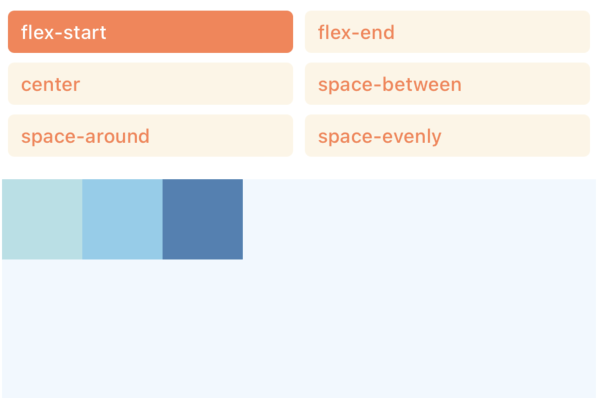 flex-start
flex-end
center
space-between
space-around
space-evenly